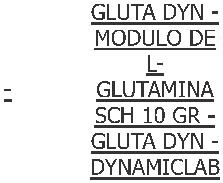 GLUTA DYN -
MODULO DE
L-
- GLUTAMINA
SCH 10 GR -
GLUTA DYN -
DYNAMICLAB